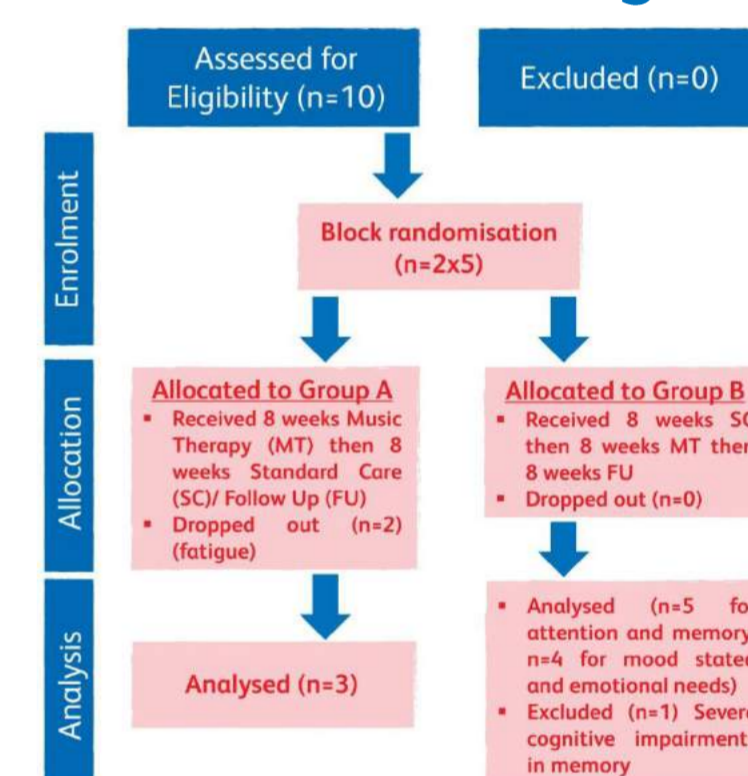 Assessed for
Eligibility (n=10)
Excluded (n=0)
Enrolment
Block randomisation
(n=2x5)
Allocation
Allocated to Group A
▪ Received 8 weeks Music
Therapy (MT) then 8
weeks Standard Care
(SC)/ Follow Up (FU)
▪ Dropped out (n=2)
(fatigue)
Allocated to Group B
▪ Received 8 weeks
then 8 weeks MT
8 weeks FU
▪ Dropped out (n=0)
Analysis
Analysed (n=3)
▪ Analysed (n=5
attention and memory
n=4 for mood
and emotional needs)
▪ Excluded (n=1)
cognitive
in memory